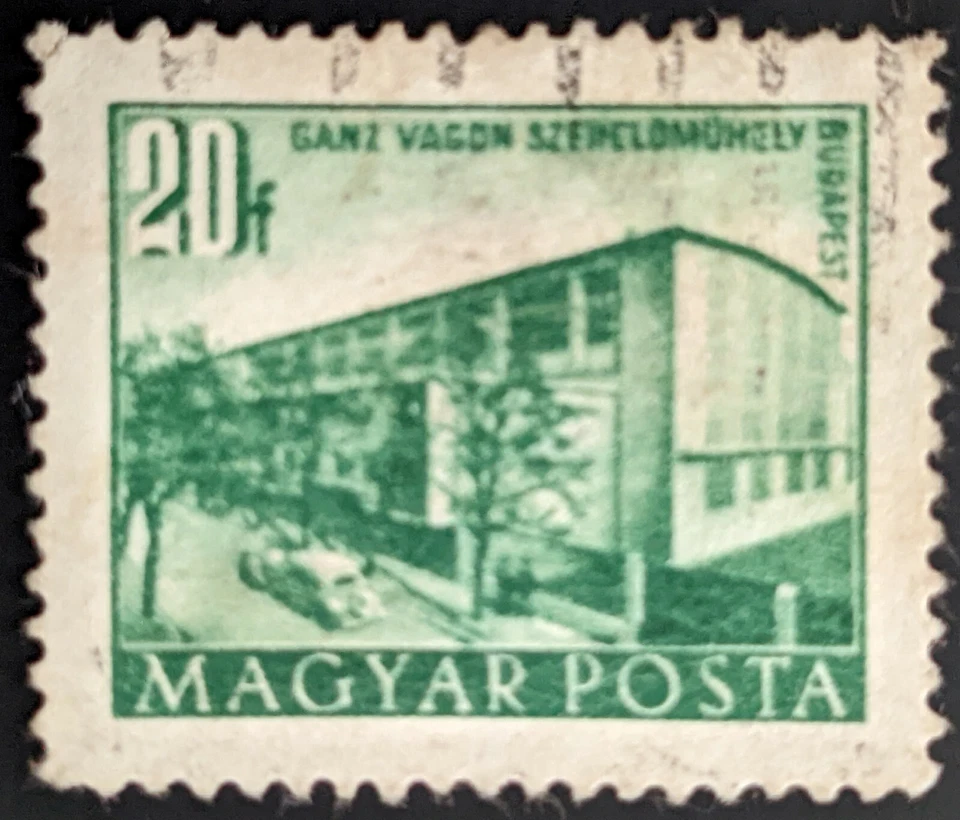 20f
GANZ VAGON SZERELŐMŰHELY BUDAPEST
MAGYAR POSTA